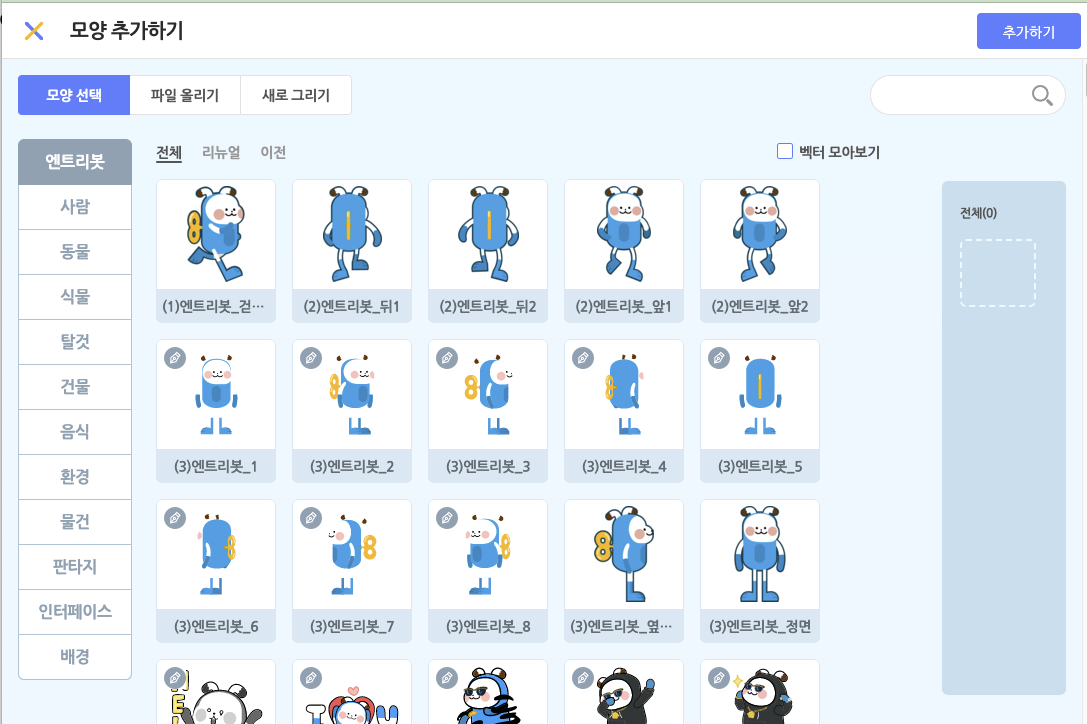 모양 추가하기
추가하기
모양 선택
파일 올리기
새로 그리기
엔트리봇
사람
동물
식물
탈것
건물
음식
환경
물건
판타지
인터페이스
배경
전체
리뉴얼
이전
벡터 모아보기
(1)엔트리봇_걷…
(2)엔트리봇_뒤1
(2)엔트리봇_뒤2
(2)엔트리봇_앞1
(2)엔트리봇_앞2
(3)엔트리봇_1
(3)엔트리봇_2
(3)엔트리봇_3
(3)엔트리봇_4
(3)엔트리봇_5
(3)엔트리봇_6
(3)엔트리봇_7
(3)엔트리봇_8
(3)엔트리봇_옆…
(3)엔트리봇_정면
전체(0)